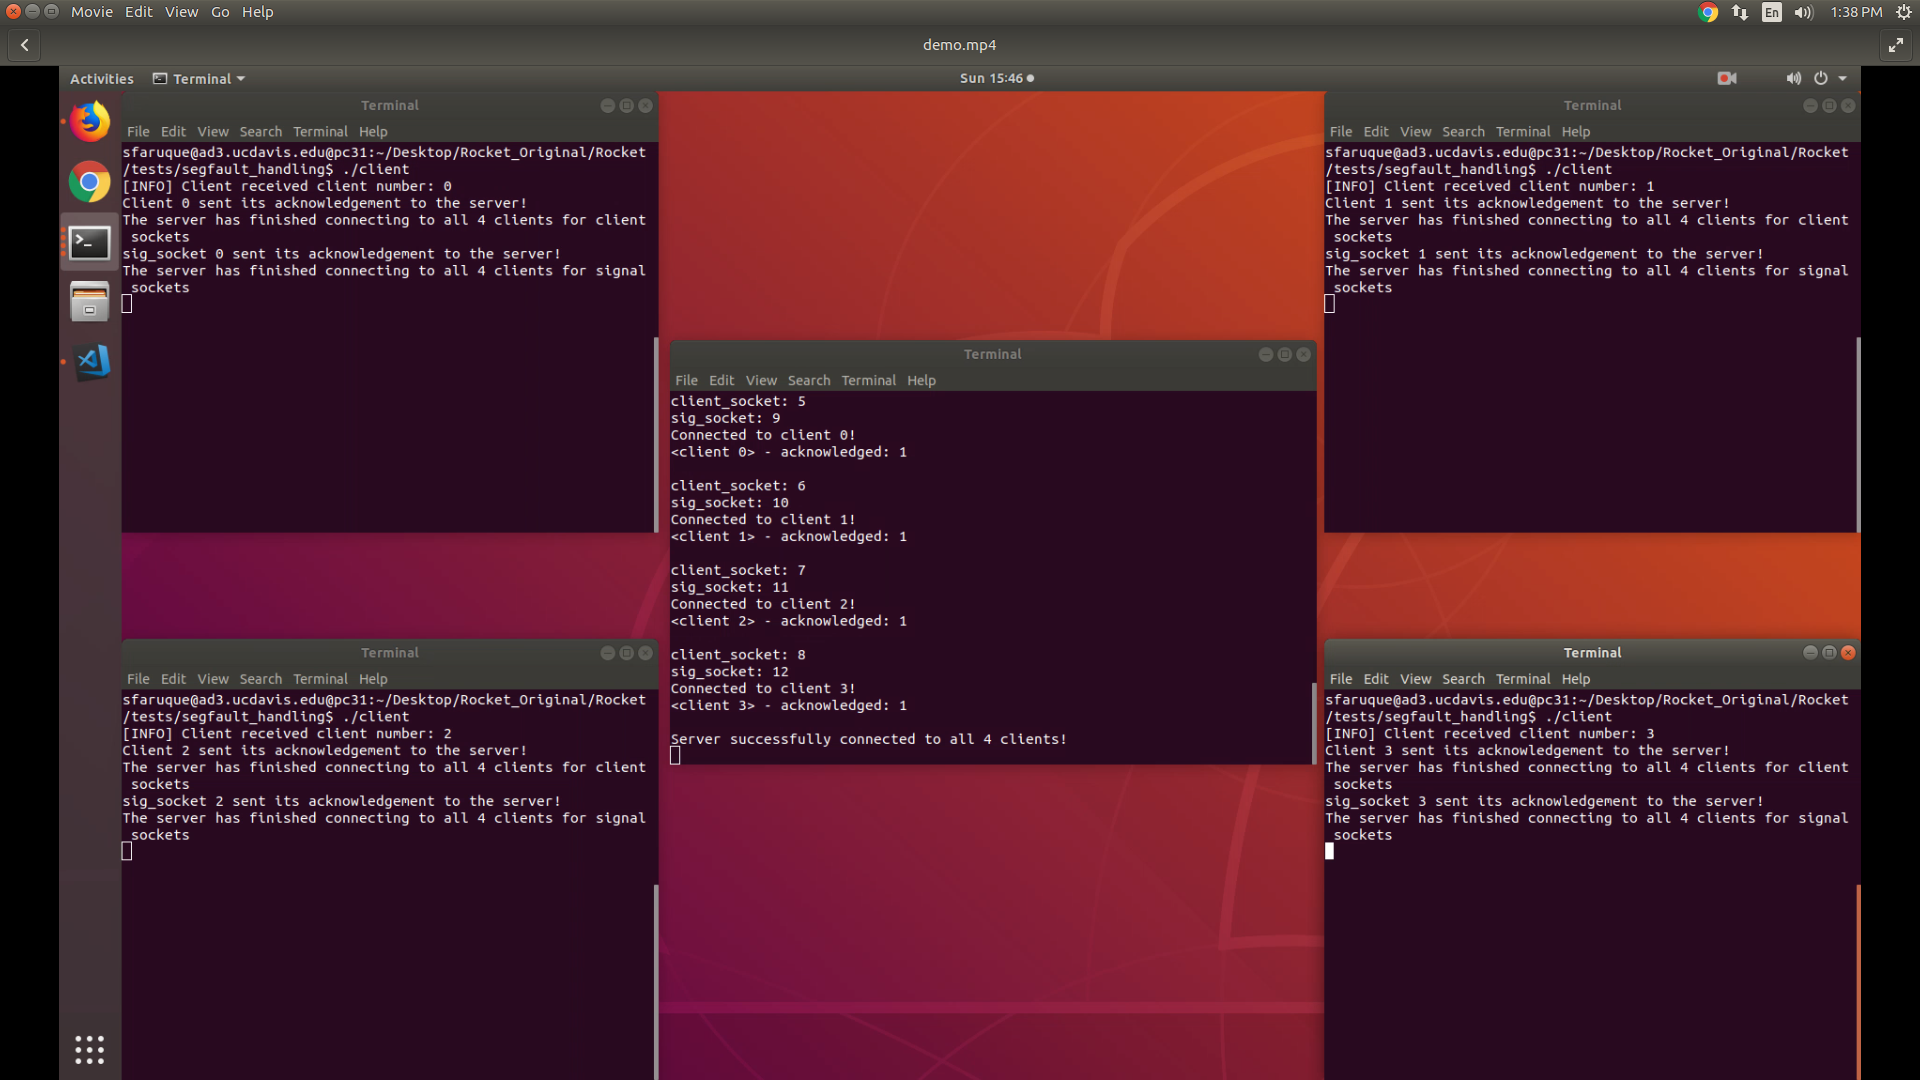 Movie Edit View Go Help
En 1:38 PM
demo.mp4
Activities Terminal Sun 15:46
Terminal
File Edit View Search Terminal Help
sfaruque@ad3.ucdavis.edu@pc31:~/Desktop/Rocket_Original/Rocket
/tests/segfault_handling$ ./client
[INFO] Client received client number: 0
Client 0 sent its acknowledgement to the server!
The server has finished connecting to all 4 clients for client
sockets
sig_socket 0 sent its acknowledgement to the server!
The server has finished connecting to all 4 clients for signal
sockets
Terminal
File Edit View Search Terminal Help
sfaruque@ad3.ucdavis.edu@pc31:~/Desktop/Rocket_Original/Rocket
/tests/segfault_handling$ ./client
[INFO] Client received client number: 1
Client 1 sent its acknowledgement to the server!
The server has finished connecting to all 4 clients for client
sockets
sig_socket 1 sent its acknowledgement to the server!
The server has finished connecting to all 4 clients for signal
sockets
Terminal
File Edit View Search Terminal Help
client_socket: 5
sig_socket: 9
Connected to client 0!
<client 0> - acknowledged: 1
client_socket: 6
sig_socket: 10
Connected to client 1!
<client 1> - acknowledged: 1
client_socket: 7
sig_socket: 11
Connected to client 2!
<client 2> - acknowledged: 1
client_socket: 8
sig_socket: 12
Connected to client 3!
<client 3> - acknowledged: 1
Server successfully connected to all 4 clients!
Terminal
File Edit View Search Terminal Help
sfaruque@ad3.ucdavis.edu@pc31:~/Desktop/Rocket_Original/Rocket
/tests/segfault_handling$ ./client
[INFO] Client received client number: 2
Client 2 sent its acknowledgement to the server!
The server has finished connecting to all 4 clients for client
sockets
sig_socket 2 sent its acknowledgement to the server!
The server has finished connecting to all 4 clients for signal
sockets
Terminal
File Edit View Search Terminal Help
sfaruque@ad3.ucdavis.edu@pc31:~/Desktop/Rocket_Original/Rocket
/tests/segfault_handling$ ./client
[INFO] Client received client number: 3
Client 3 sent its acknowledgement to the server!
The server has finished connecting to all 4 clients for client
sockets
sig_socket 3 sent its acknowledgement to the server!
The server has finished connecting to all 4 clients for signal
sockets